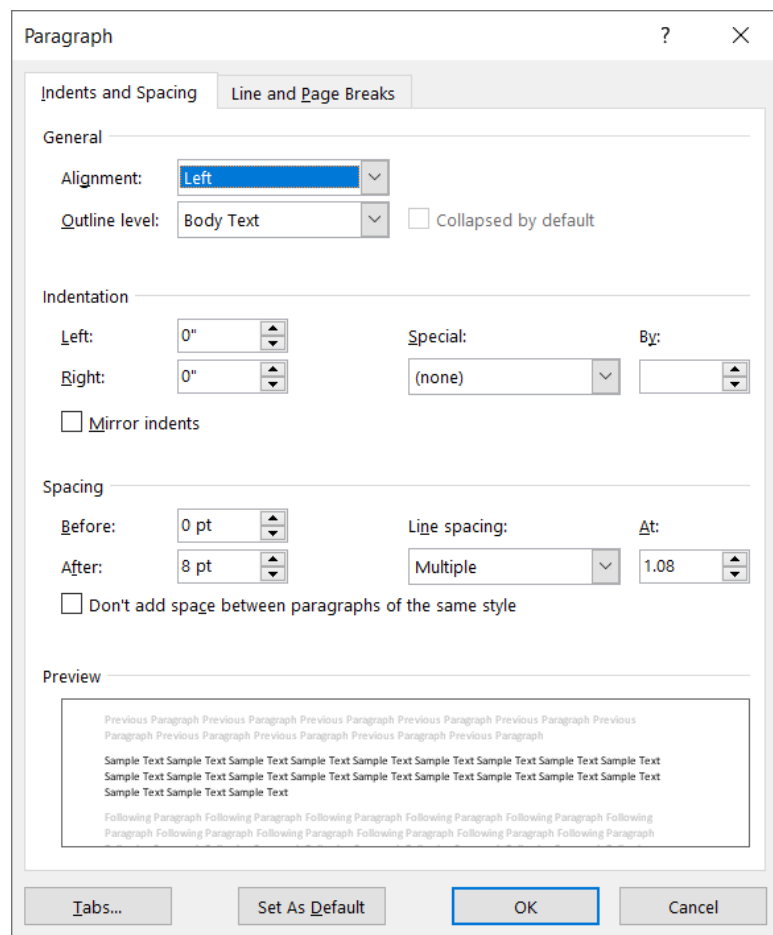 Paragraph ?
Indents and Spacing Line and Page Breaks
General
Alignment: Left
Outline level: Body Text Collapsed by default
Indentation
Left: 0" Special: By:
Right: 0" (none)
Mirror indents
Spacing
Before: 0 pt Line spacing: At:
After: 8 pt Multiple 1.08
Don't add space between paragraphs of the same style
Preview
Previous Paragraph Previous Paragraph Previous Paragraph Previous Paragraph Previous Paragraph Previous
Paragraph Previous Paragraph Previous Paragraph Previous Paragraph Previous Paragraph
Sample Text Sample Text Sample Text Sample Text Sample Text Sample Text Sample Text Sample Text Sample Text
Sample Text Sample Text Sample Text Sample Text Sample Text Sample Text Sample Text Sample Text Sample Text
Sample Text Sample Text Sample Text
Following Paragraph Following Paragraph Following Paragraph Following Paragraph Following Paragraph Following
Paragraph Following Paragraph Following Paragraph Following Paragraph Following Paragraph Following Paragraph
Tabs... Set As Default OK Cancel